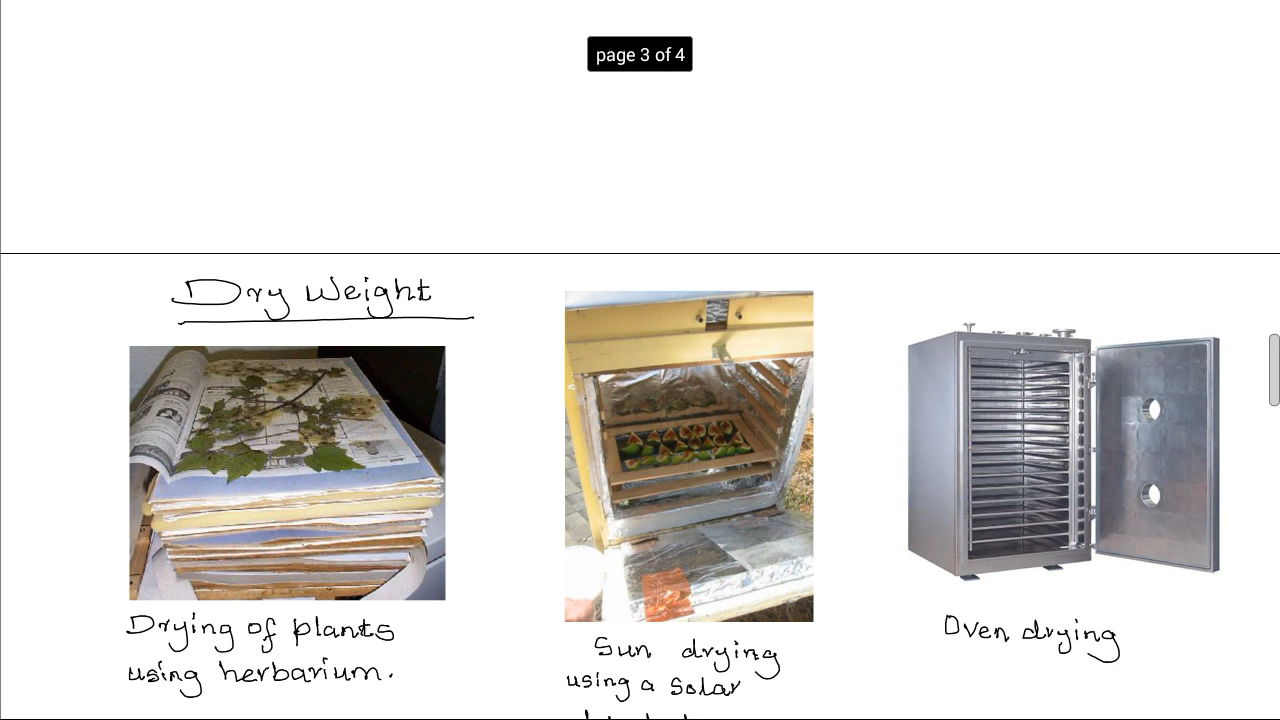 page 3 of 4
Dry Weight
Drying of plants
using herbarium.
Sun drying
using a Solar
Oven drying